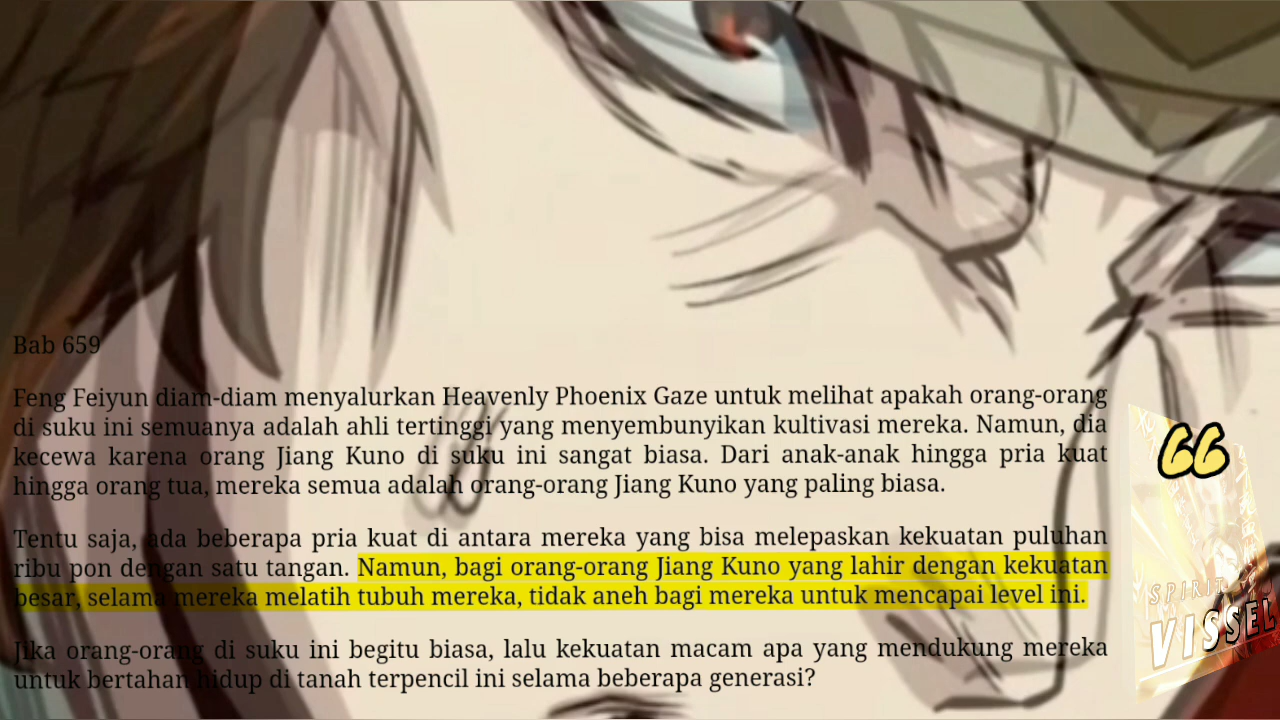 Bab 659
Feng Feiyun diam-diam menyalurkan Heavenly Phoenix Gaze untuk melihat apakah orang-orang
di suku ini semuanya adalah ahli tertinggi yang menyembunyikan kultivasi mereka. Namun, dia
kecewa karena orang Jiang Kuno di suku ini sangat biasa. Dari anak-anak hingga pria kuat
hingga orang tua, mereka semua adalah orang-orang Jiang Kuno yang paling biasa.
Tentu saja, ada beberapa pria kuat di antara mereka yang bisa melepaskan kekuatan puluhan
ribu pon dengan satu tangan. Namun, bagi orang-orang Jiang Kuno yang lahir dengan kekuatan
besar, selama mereka melatih tubuh mereka, tidak aneh bagi mereka untuk mencapai level ini.
Jika orang-orang di suku ini begitu biasa, lalu kekuatan macam apa yang mendukung mereka
untuk bertahan hidup di tanah terpencil ini selama beberapa generasi?
66
SPIRIT
VISSEL